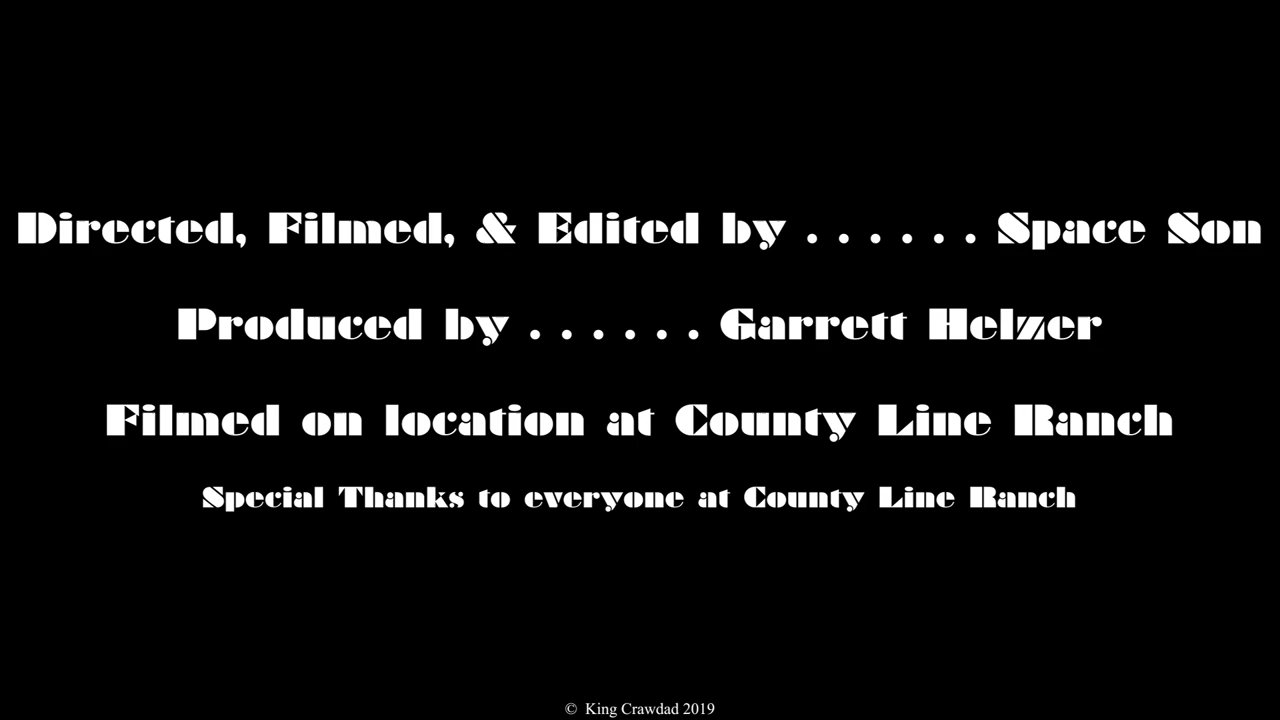 Directed, Filmed, & Edited by . . . . . . Space Son
Produced by . . . . . . Garrett Helzer
Filmed on location at County Line Ranch
Special Thanks to everyone at County Line Ranch
© King Crawdad 2019